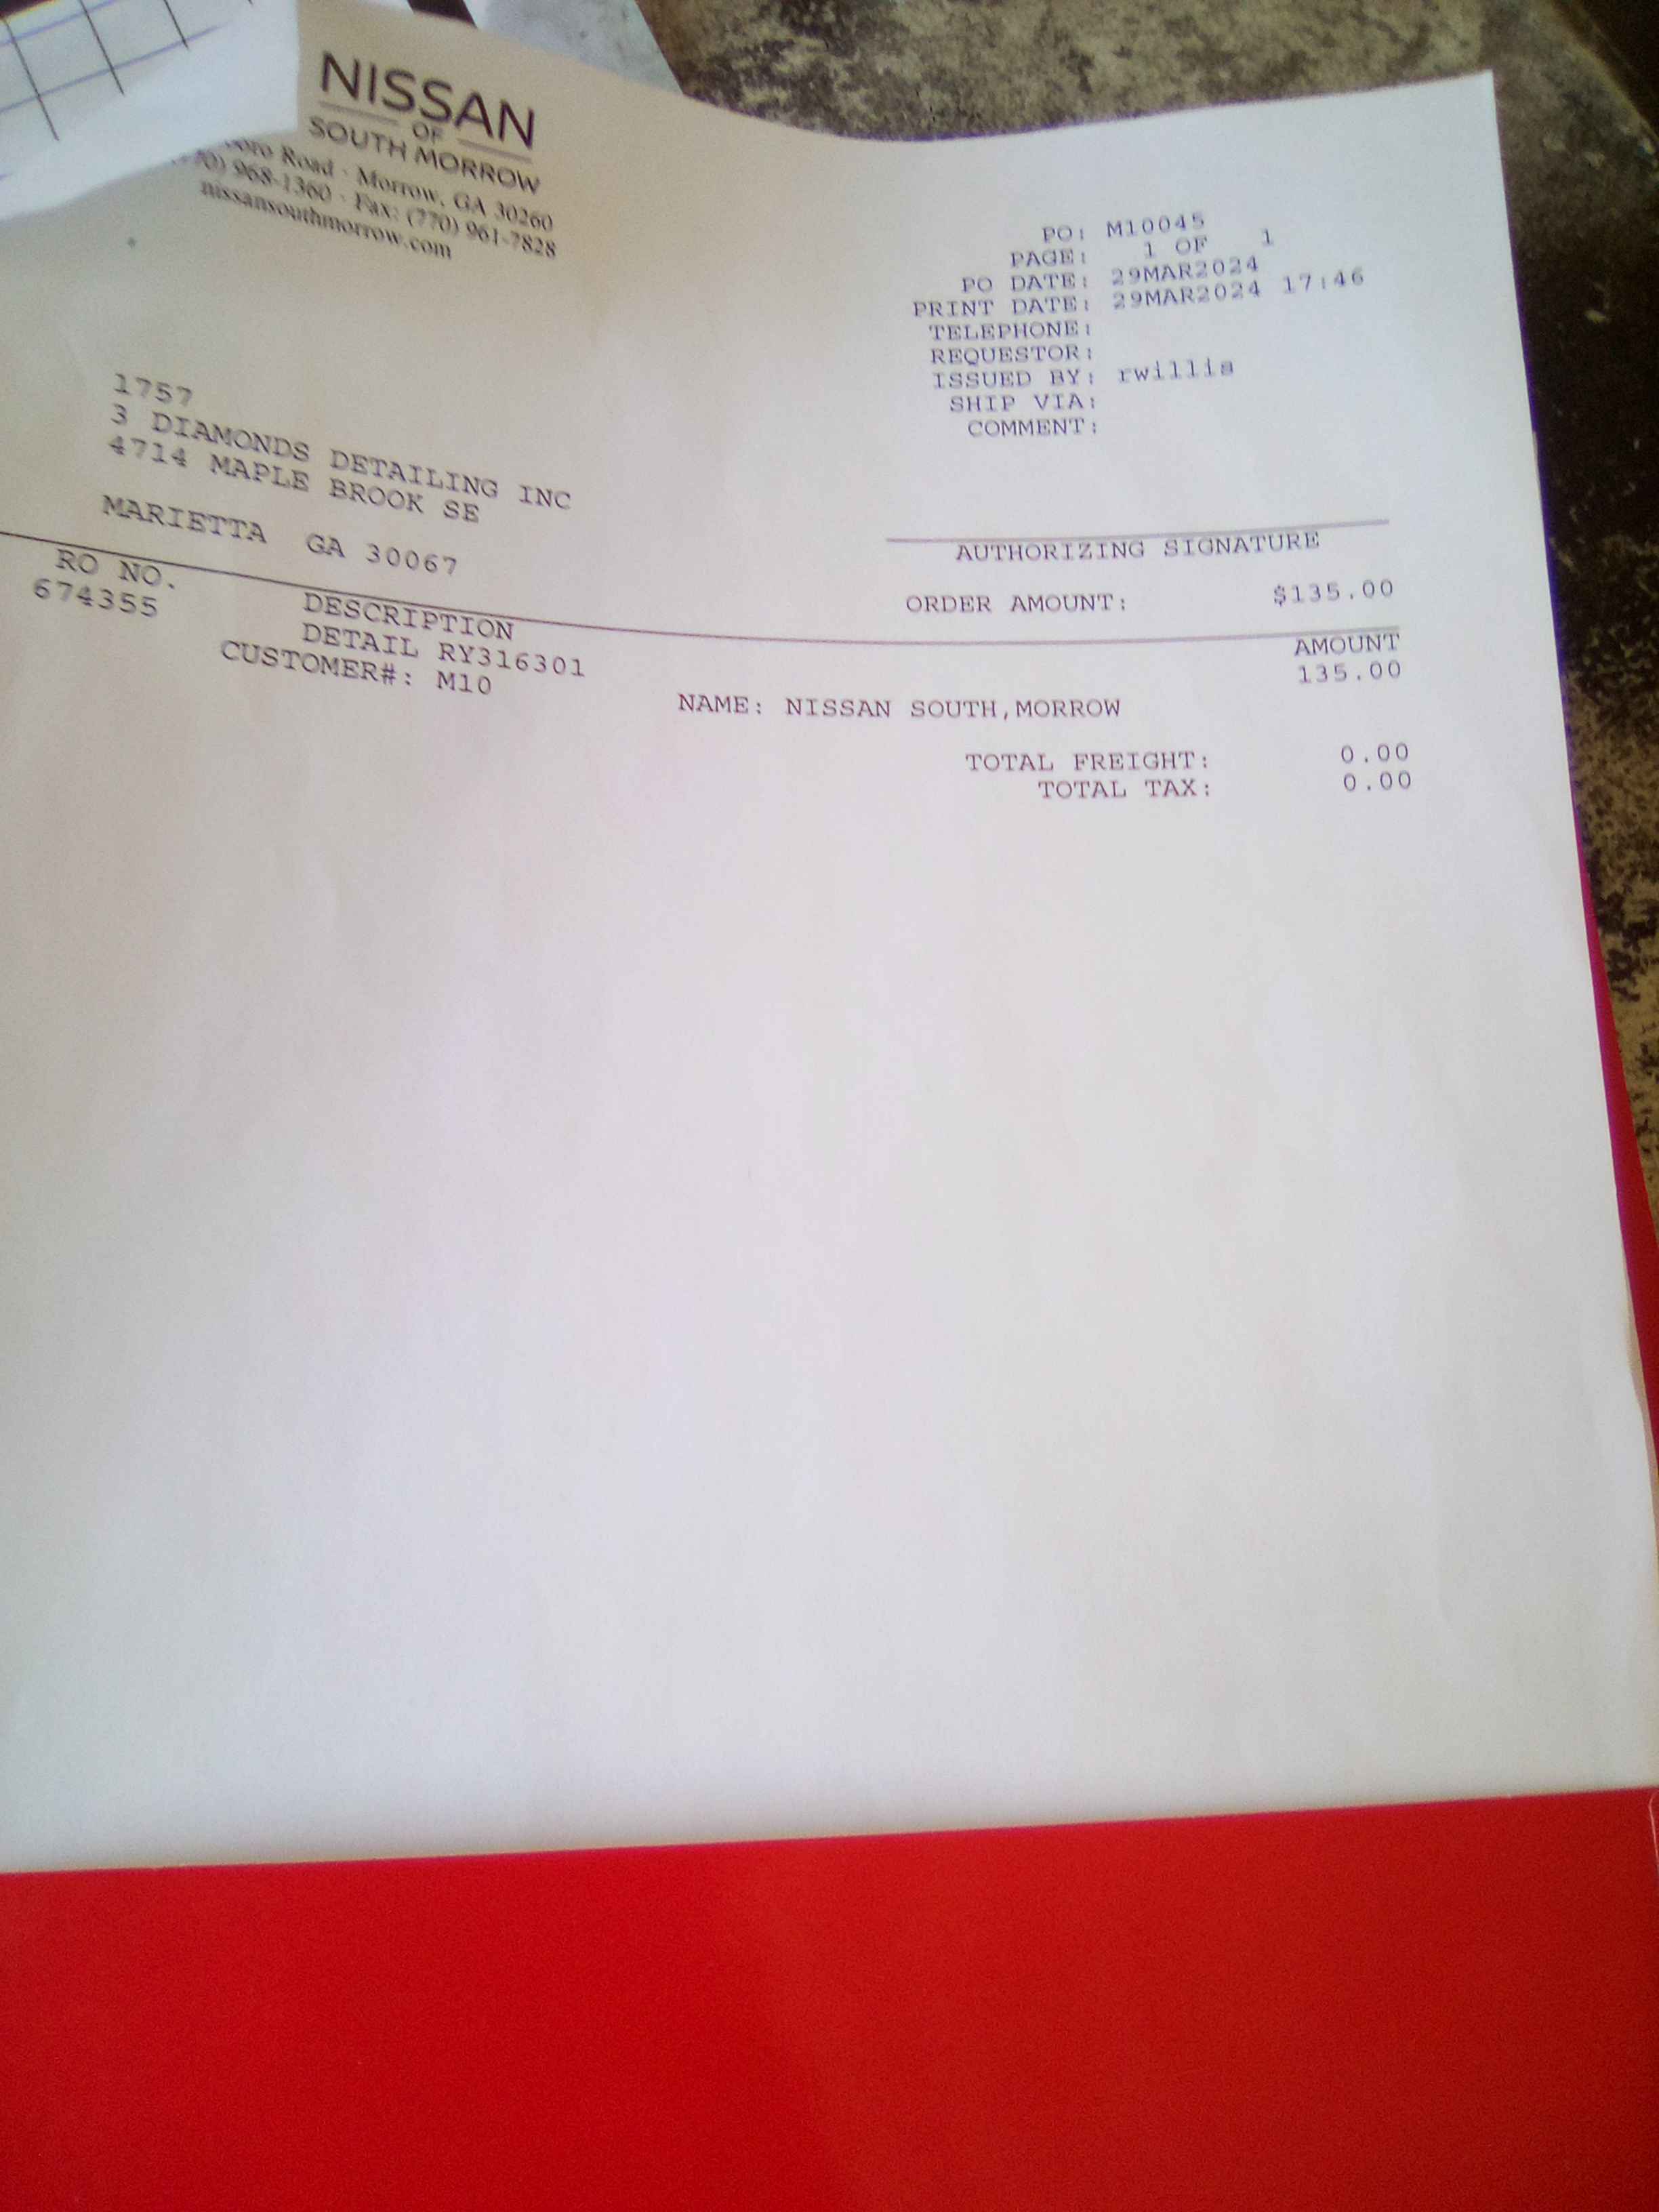 NISSAN
OF
SOUTH MORROW
Road · Morrow, GA 30260
968-1360 · Fax: (770) 961-7828
nissansouthmorrow.com
PO: M10045
PAGE: 1 OF 1
PO DATE: 29MAR2024
PRINT DATE: 29MAR2024 17:46
TELEPHONE:
REQUESTOR:
ISSUED BY: rwillis
SHIP VIA:
COMMENT:
1757
3 DIAMONDS DETAILING INC
4714 MAPLE BROOK SE
MARIETTA GA 30067
AUTHORIZING SIGNATURE
ORDER AMOUNT: $135.00
RO NO. DESCRIPTION AMOUNT
674355 DETAIL RY316301 135.00
CUSTOMER#: M10 NAME: NISSAN SOUTH,MORROW
TOTAL FREIGHT: 0.00
TOTAL TAX: 0.00